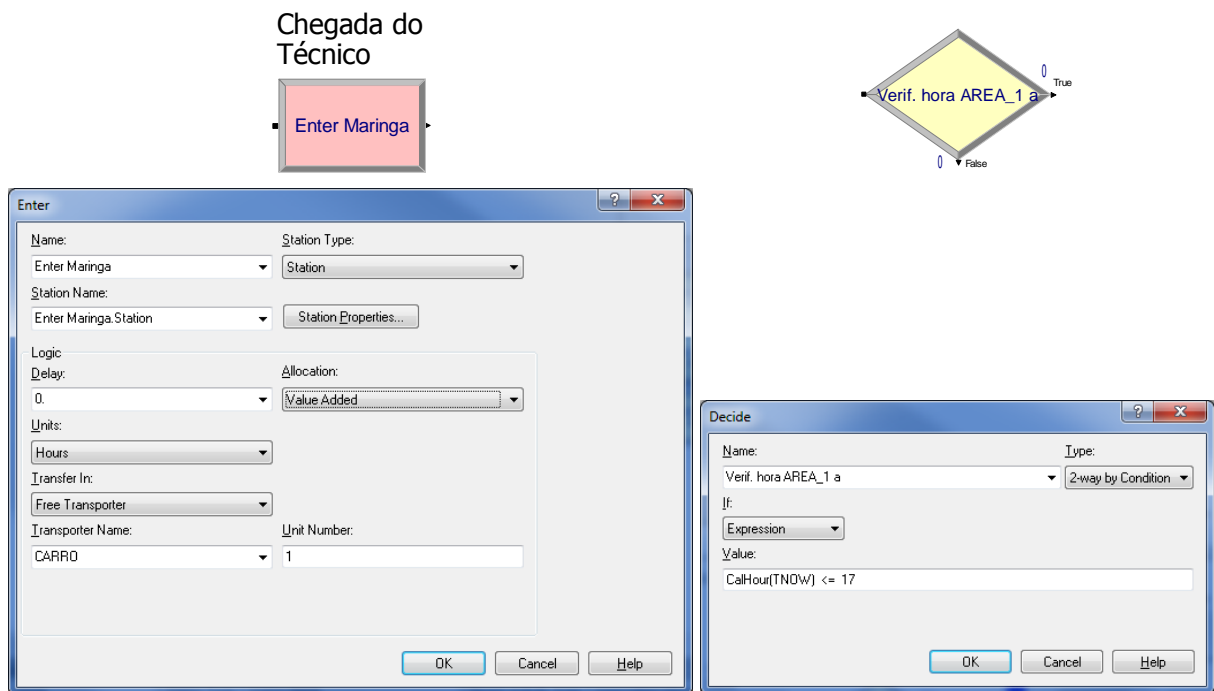 Chegada do
Técnico
Enter Maringa
Verif. hora AREA_1 a
0
True
0
False
Enter
?
Name:
Station Type:
Enter Maringa
Station
Station Name:
Enter Maringa.Station
Station Properties...
Logic
Delay:
Allocation:
0.
Value Added
Units:
Hours
Transfer In:
Free Transporter
Transporter Name:
Unit Number:
CARRO
1
OK
Cancel
Help
Decide
?
Name:
Type:
Verif. hora AREA_1 a
2-way by Condition
If:
Expression
Value:
CalHour(TNOW) <= 17
OK
Cancel
Help